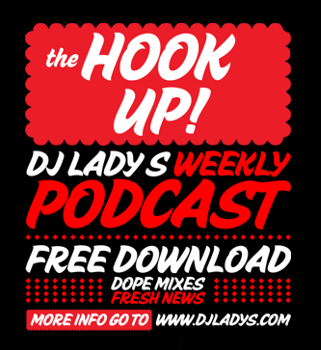 the HOOK
UP!
DJ LADY S WEEKLY
PODCAST
FREE DOWNLOAD
DOPE MIXES
FRESH NEWS
MORE INFO GO TO WWW.DJLADYS.COM